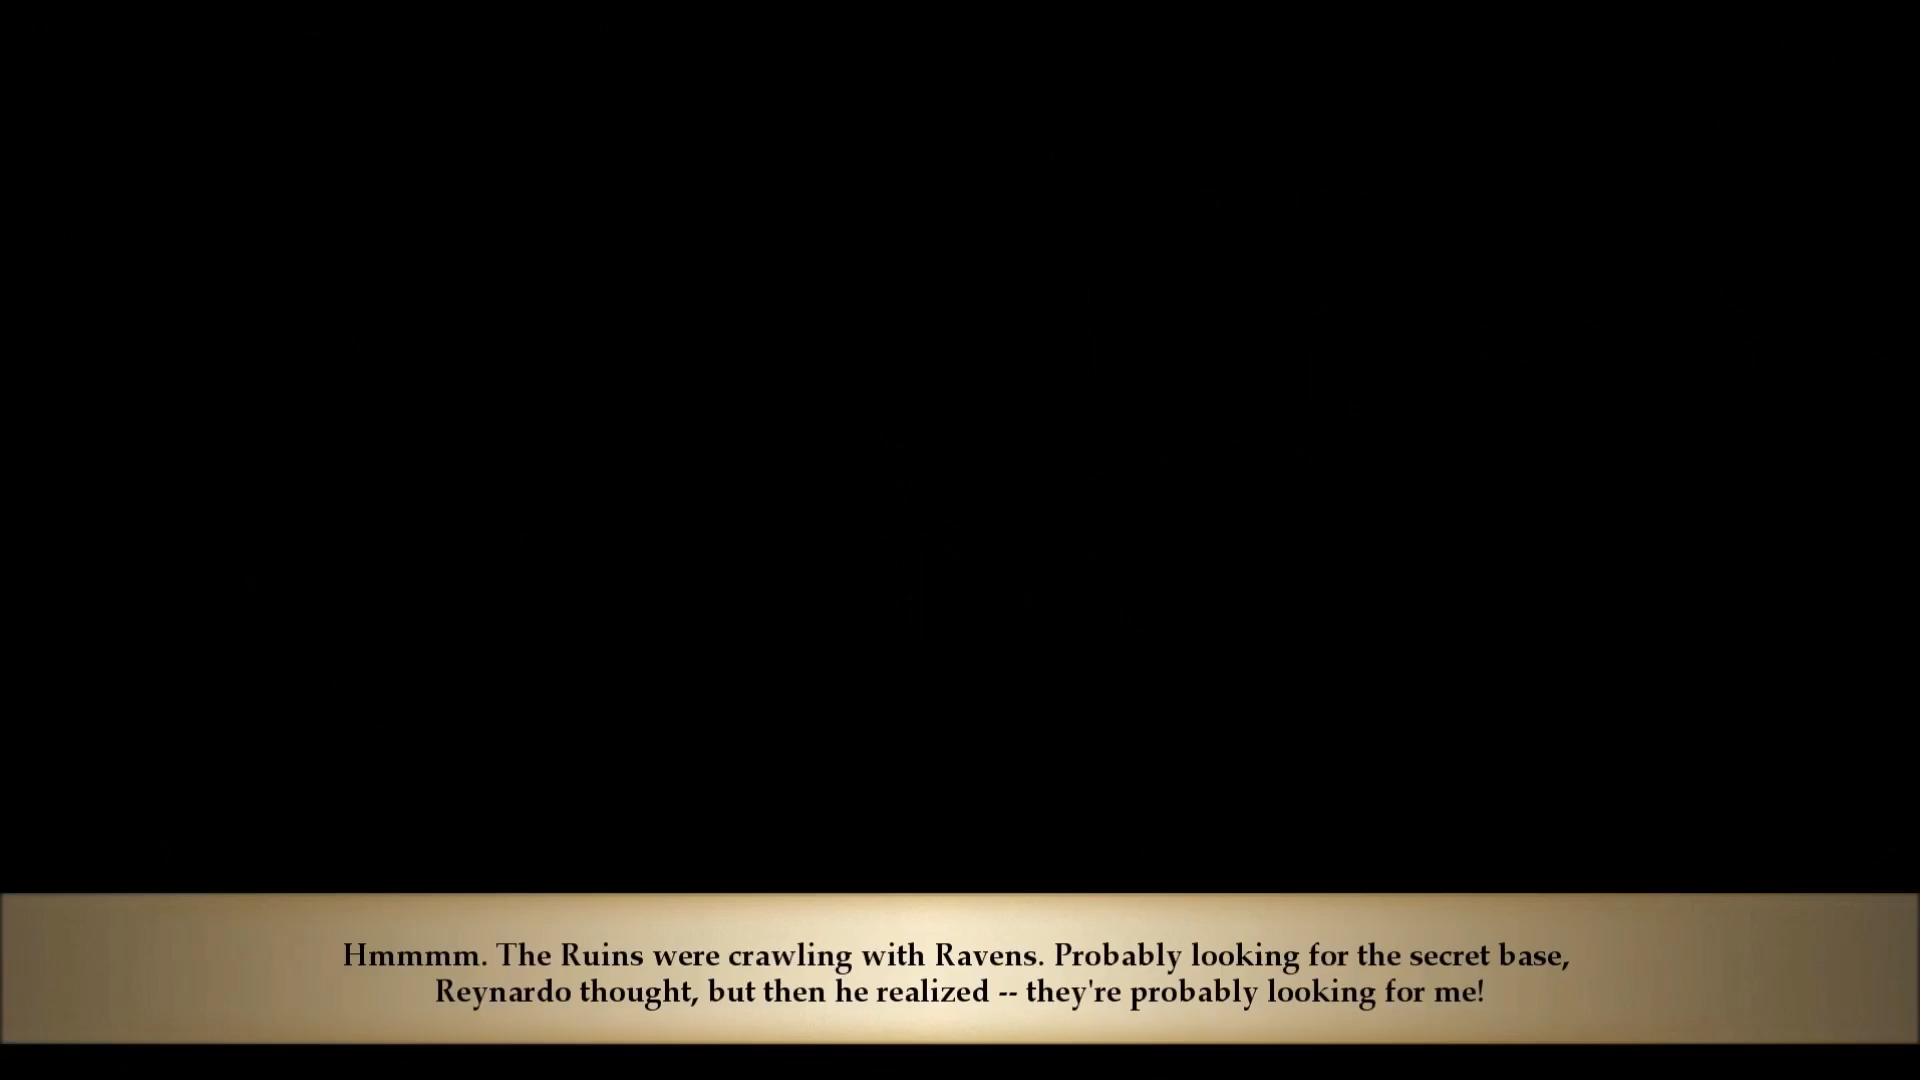 Hmmmm. The Ruins were crawling with Ravens. Probably looking for the secret base,
Reynardo thought, but then he realized -- they're probably looking for me!